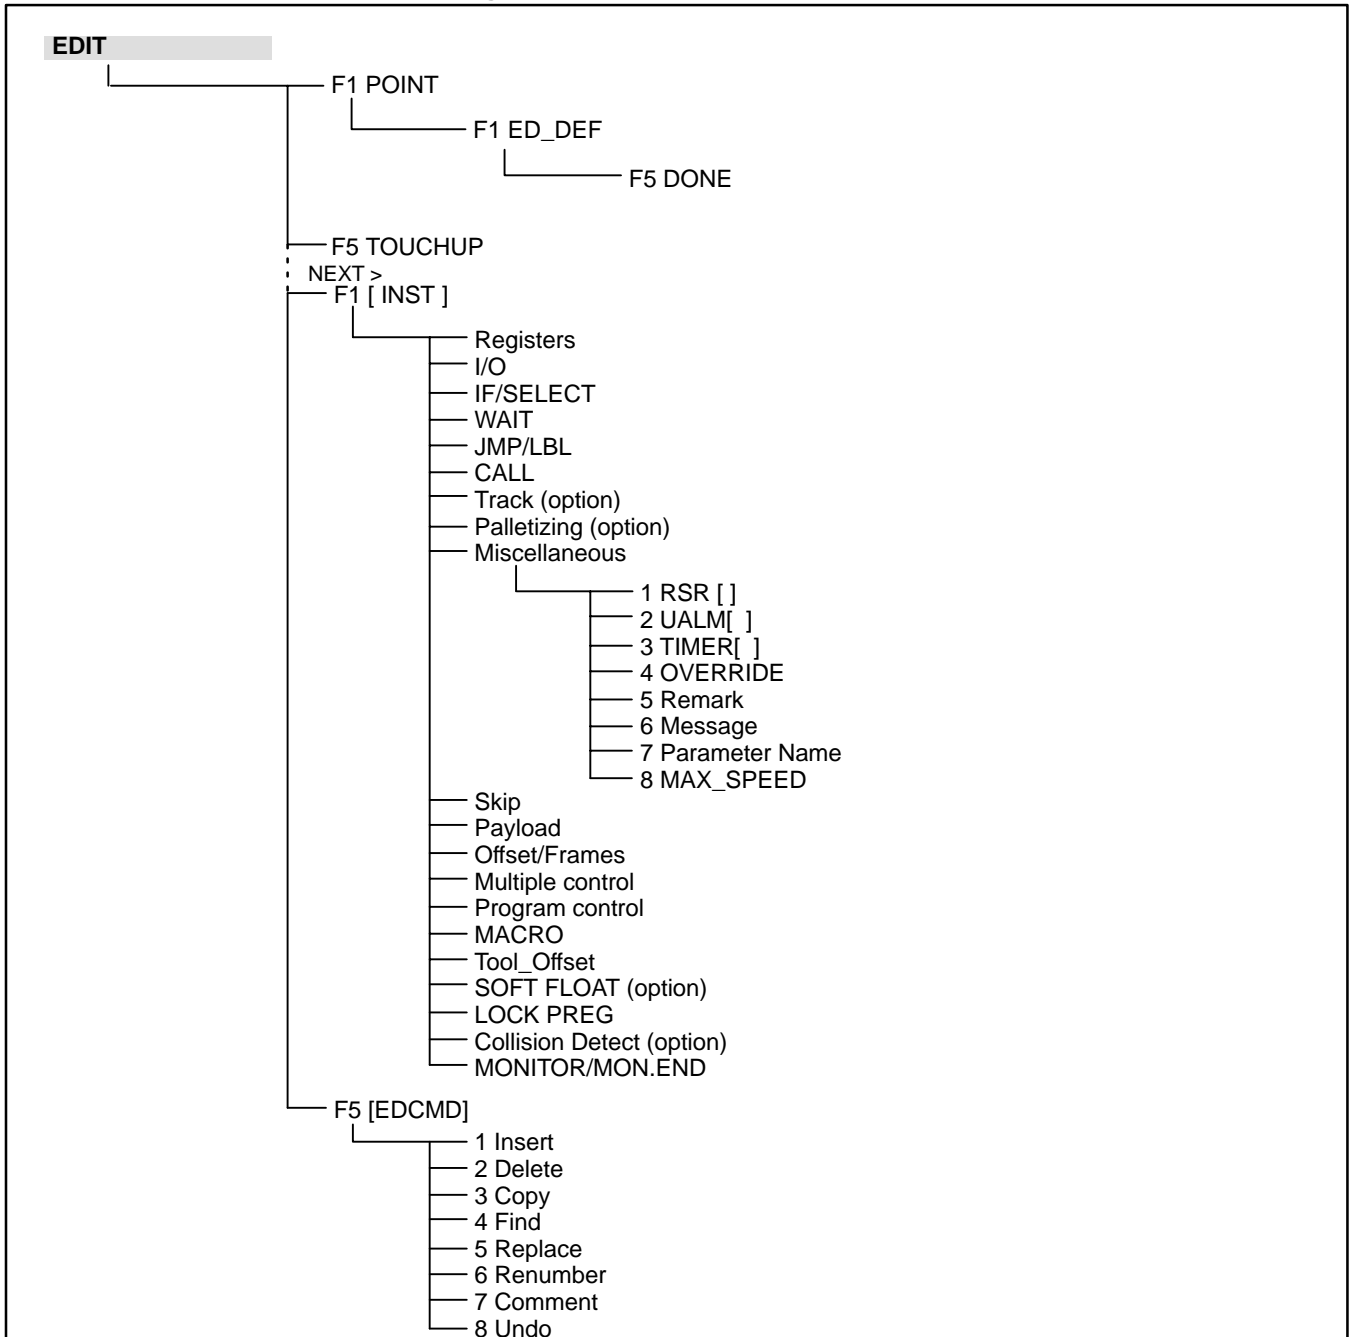 EDIT
F1 POINT
F1 ED_DEF
F5 DONE
F5 TOUCHUP
NEXT >
F1 [ INST ]
Registers
I/O
IF/SELECT
WAIT
JMP/LBL
CALL
Track (option)
Palletizing (option)
Miscellaneous
1 RSR [ ]
2 UALM[  ]
3 TIMER[  ]
4 OVERRIDE
5 Remark
6 Message
7 Parameter Name
8 MAX_SPEED
Skip
Payload
Offset/Frames
Multiple control
Program control
MACRO
Tool_Offset
SOFT FLOAT (option)
LOCK PREG
Collision Detect (option)
MONITOR/MON.END
F5 [EDCMD]
1 Insert
2 Delete
3 Copy
4 Find
5 Replace
6 Renumber
7 Comment
8 Undo